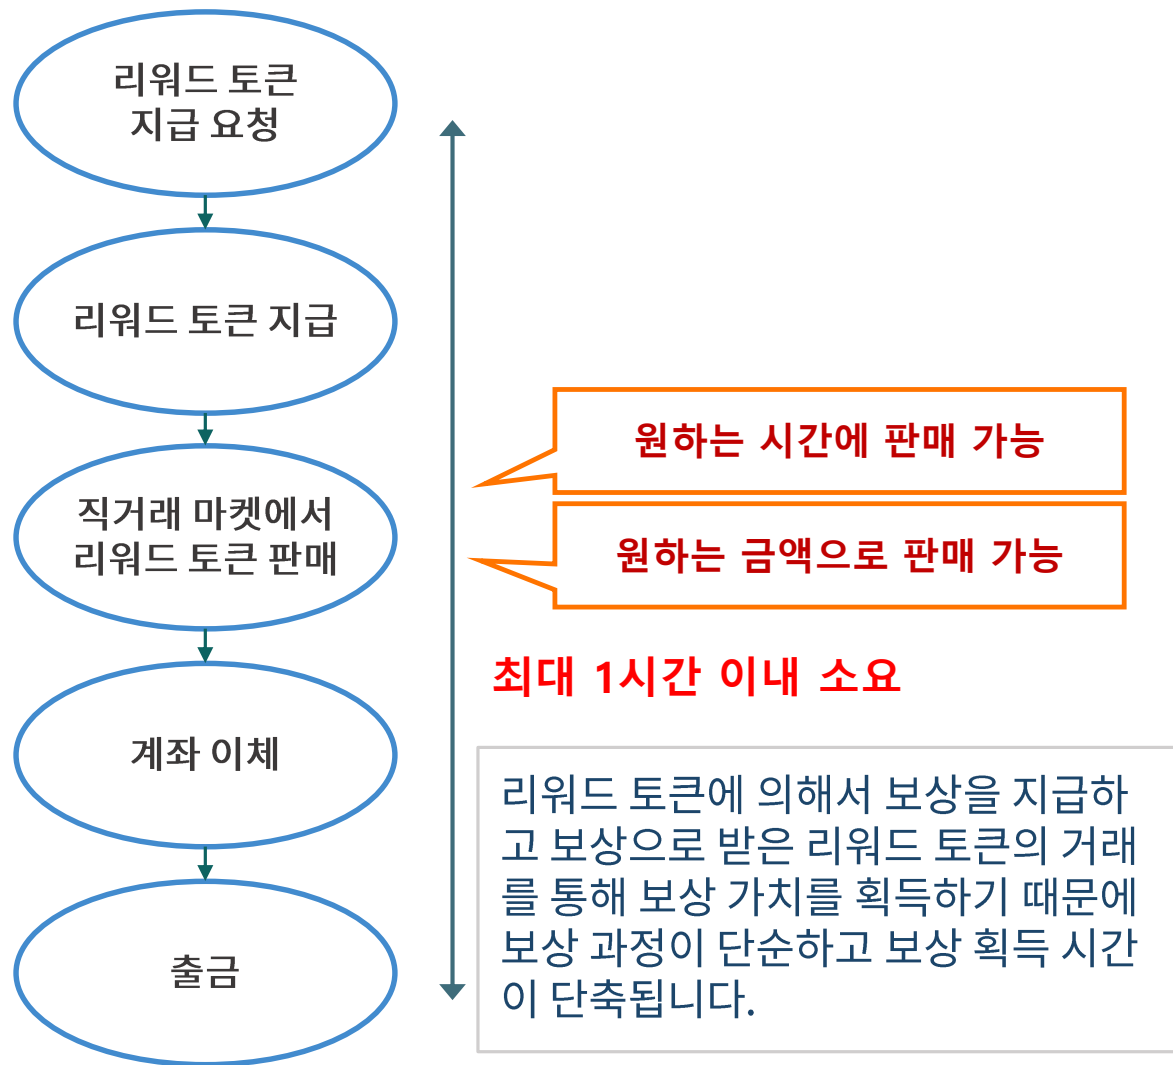 리워드 토큰
지급 요청
리워드 토큰 지급
직거래 마켓에서
리워드 토큰 판매
계좌 이체
출금
원하는 시간에 판매 가능
원하는 금액으로 판매 가능
최대 1시간 이내 소요
리워드 토큰에 의해서 보상을 지급하
고 보상으로 받은 리워드 토큰의 거래
를 통해 보상 가치를 획득하기 때문에
보상 과정이 단순하고 보상 획득 시간
이 단축됩니다.